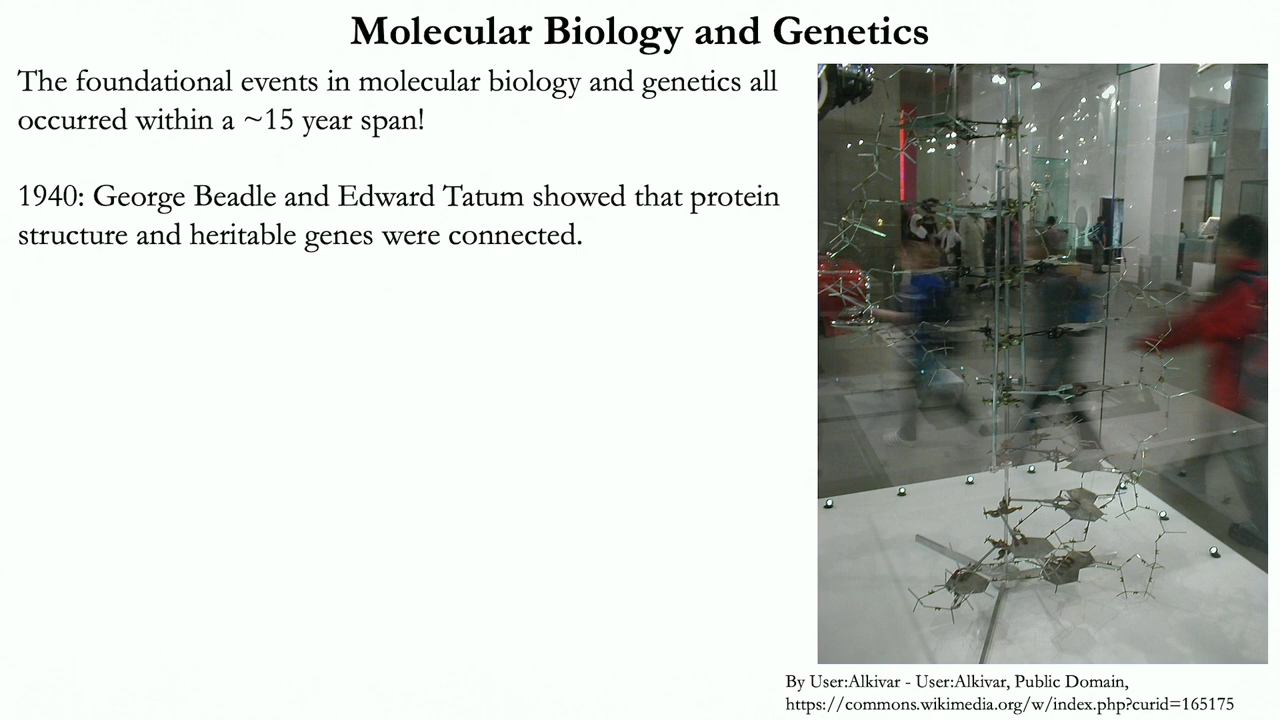 Molecular Biology and Genetics
The foundational events in molecular biology and genetics all
occurred within a ~15 year span!
1940: George Beadle and Edward Tatum showed that protein
structure and heritable genes were connected.
By User:Alkivar - User:Alkivar, Public Domain,
https://commons.wikimedia.org/w/index.php?curid=165175